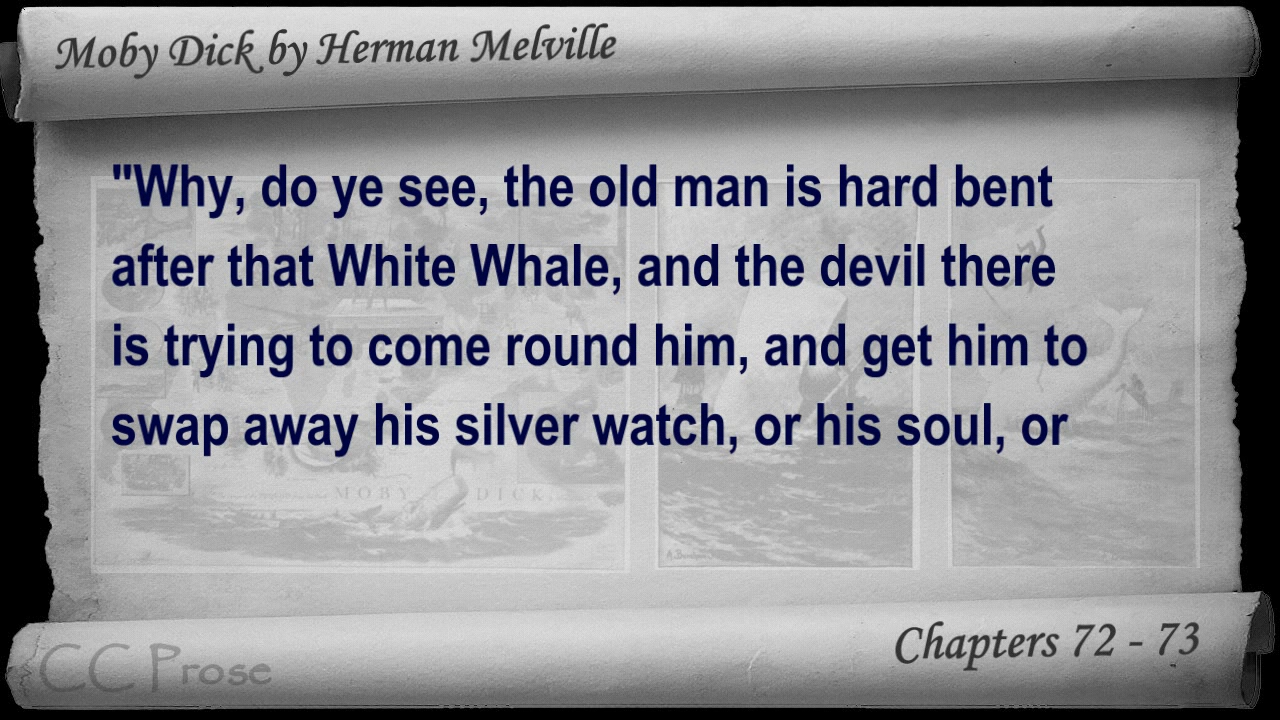 Moby Dick by Herman Melville
"Why, do ye see, the old man is hard bent
after that White Whale, and the devil there
is trying to come round him, and get him to
swap away his silver watch, or his soul, or
MOBY DICK
Chapters 72 - 73
CC Prose